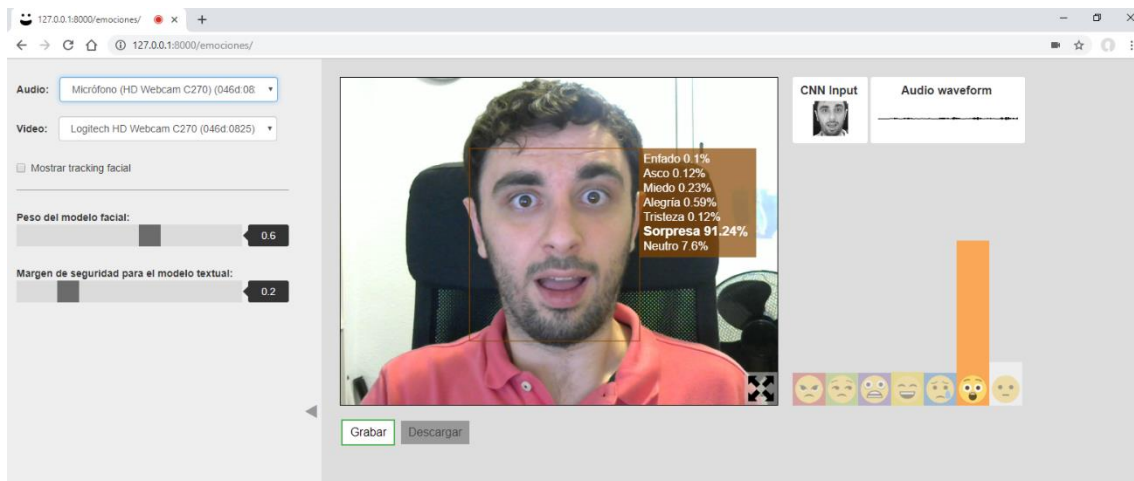 127.0.0.1:8000/emociones/
127.0.0.1:8000/emociones/
Audio:
Micrófono (HD Webcam C270) (046d:08
Vídeo:
Logitech HD Webcam C270 (046d:0825)
Mostrar tracking facial
Peso del modelo facial:
0.6
Margen de seguridad para el modelo textual:
0.2
Enfado 0.1%
Asco 0.12%
Miedo 0.23%
Alegría 0.59%
Tristeza 0.12%
Sorpresa 91.24%
Neutro 7.6%
Grabar
Descargar
CNN Input
Audio waveform